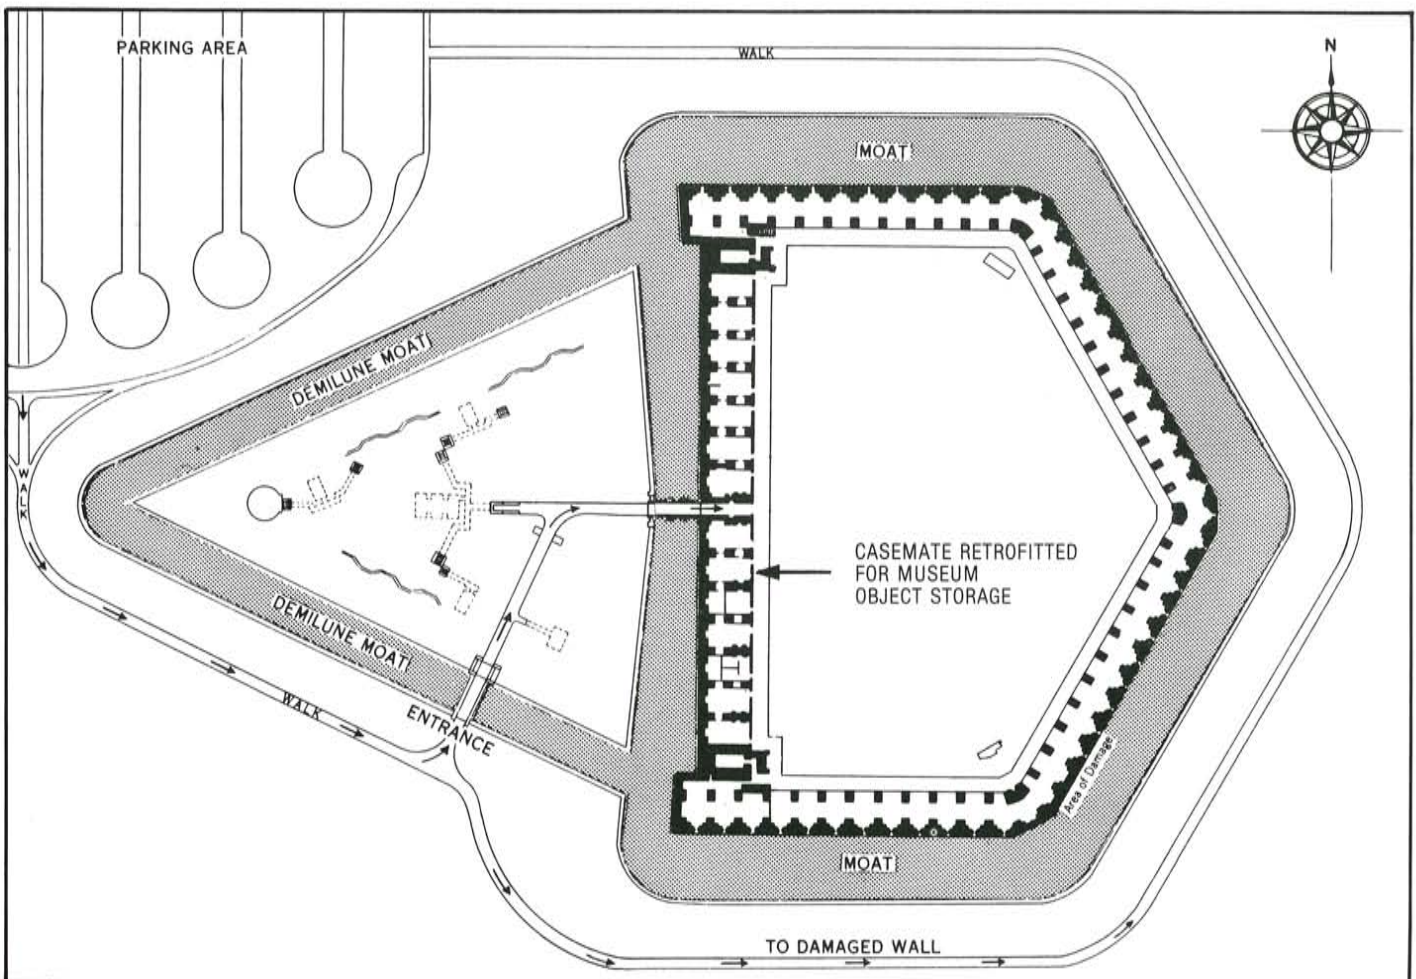 PARKING AREA
WALK
N
MOAT
DEMILUNE MOAT
WALK
CASEMATE RETROFITTED
FOR MUSEUM
OBJECT STORAGE
DEMILUNE MOAT
WALK
ENTRANCE
Area of Damage
MOAT
TO DAMAGED WALL